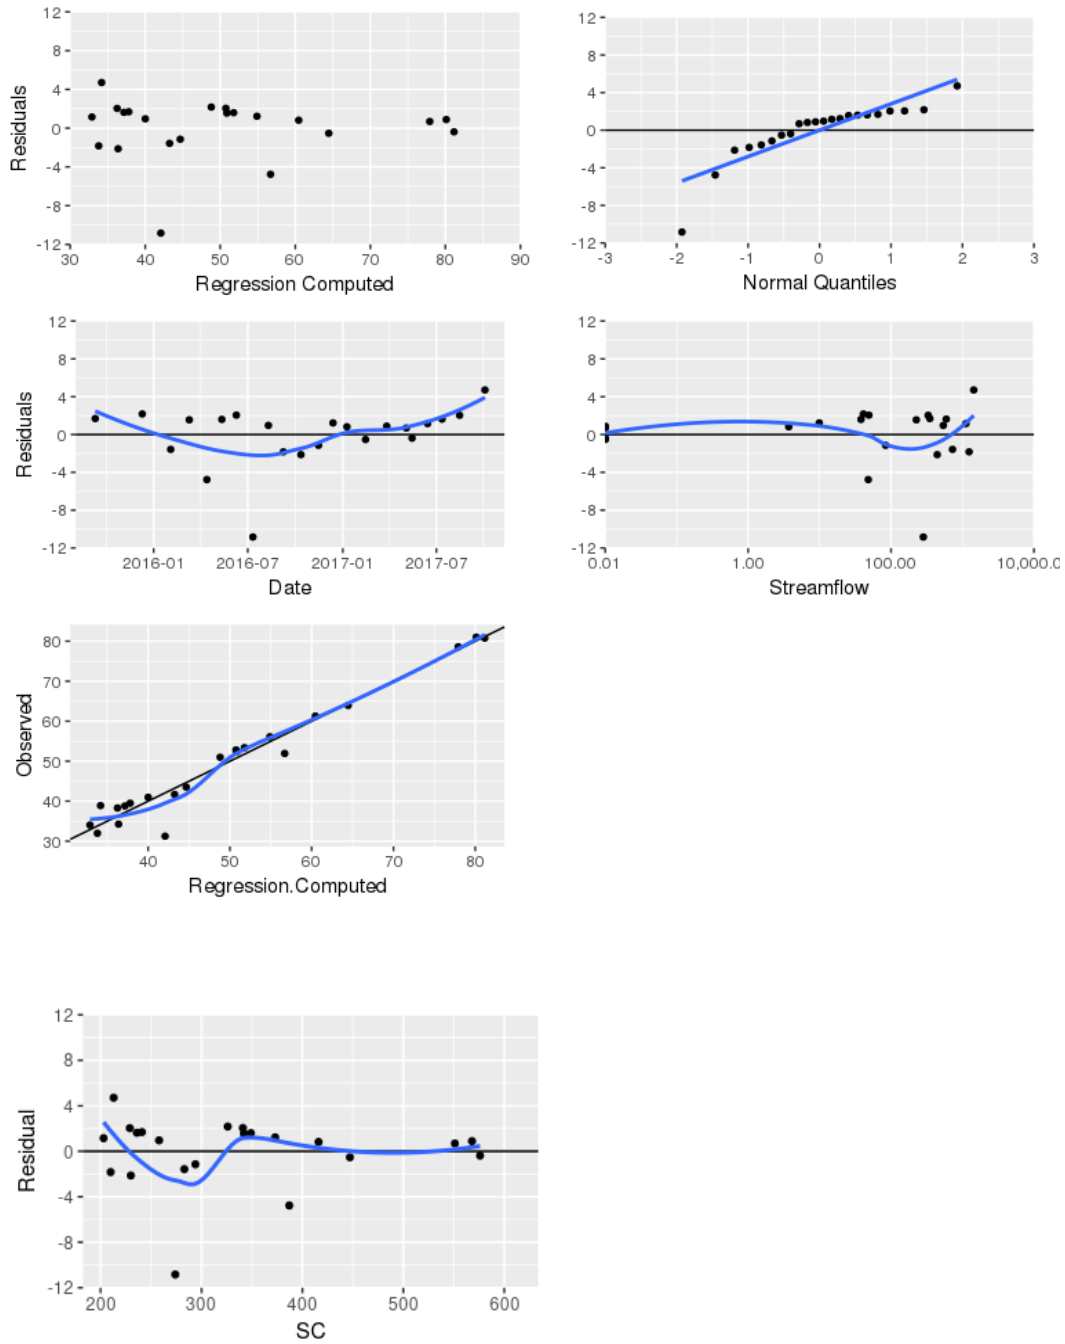 12
8
4
0
-4
-8
-12
Residuals
30 40 50 60 70 80 90
Regression Computed
12
8
4
0
-4
-8
-12
-3 -2 -1 0 1 2 3
Normal Quantiles
12
8
4
0
-4
-8
-12
Residuals
2016-01 2016-07 2017-01 2017-07
Date
12
8
4
0
-4
-8
-12
0.01 1.00 100.00 10,000.0
Streamflow
80
70
60
50
40
30
Observed
40 50 60 70 80
Regression.Computed
12
8
4
0
-4
-8
-12
Residual
200 300 400 500 600
SC